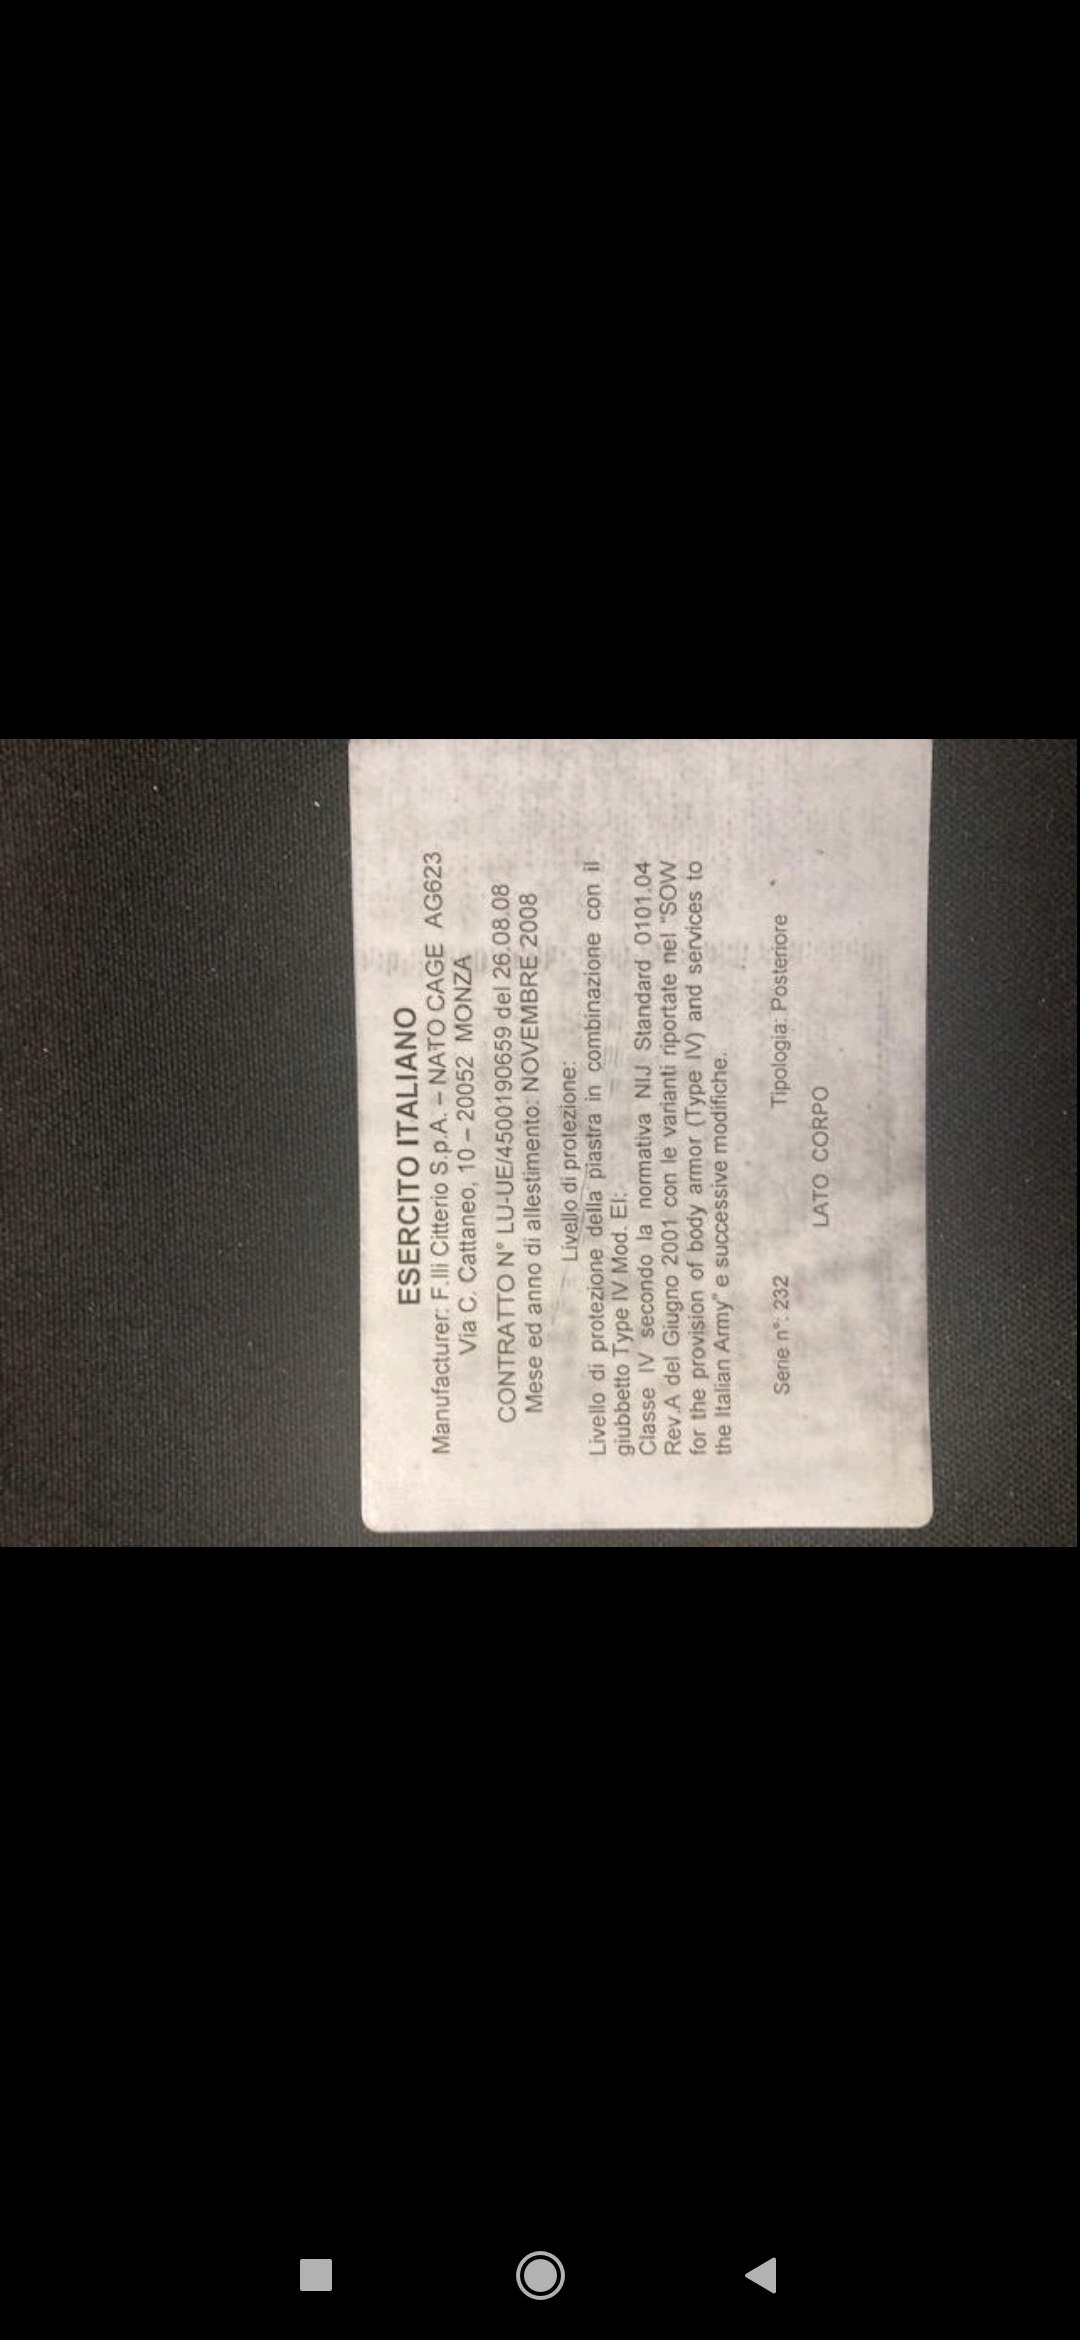 ESERCITO ITALIANO
Manufacturer: F.lli Citterio S.p.A. – NATO CAGE AG623
Via C. Cattaneo, 10 – 20052 MONZA
CONTRATTO N° LU-UE/4500190659 del 26.08.08
Mese ed anno di allestimento: NOVEMBRE 2008
Livello di protezione:
Livello di protezione della piastra in combinazione con il
giubbetto Type IV Mod. EI:
Classe IV secondo la normativa NIJ Standard 0101.04
Rev.A del Giugno 2001 con le varianti riportate nel "SOW
for the provision of body armor (Type IV) and services to
the Italian Army" e successive modifiche.
Serie n°: 232 Tipologia: Posteriore
LATO CORPO